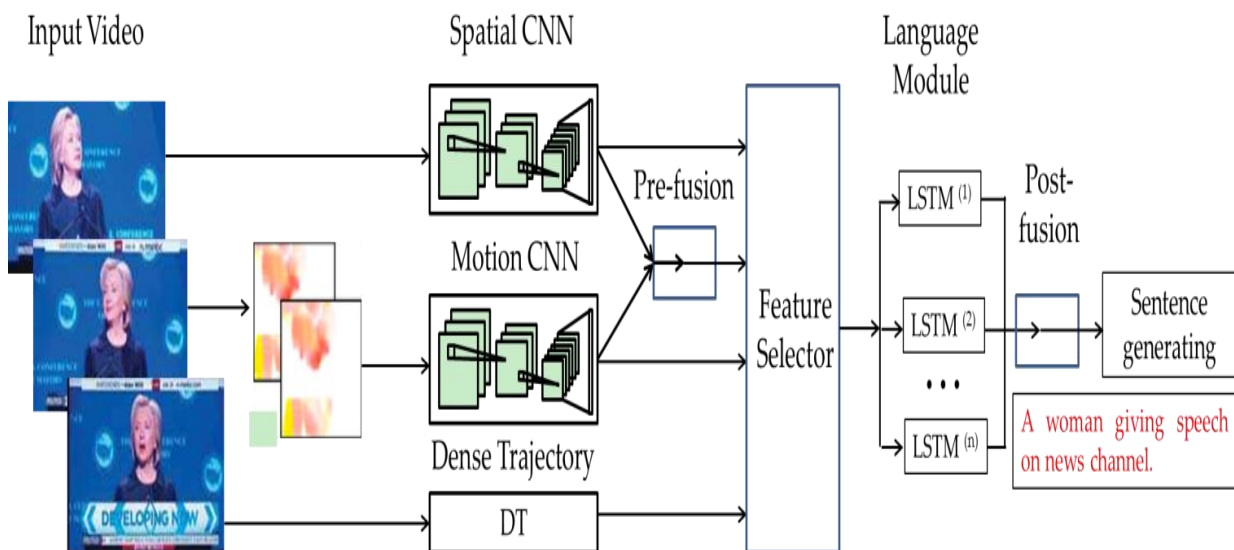 Input Video
Spatial CNN
Language
Module
Pre-fusion
LSTM (1)
Post-
fusion
Motion CNN
Feature
Selector
LSTM (2)
Sentence
generating
• • •
LSTM (n)
A woman giving speech
on news channel.
Dense Trajectory
DT
DEVELOPING NOW